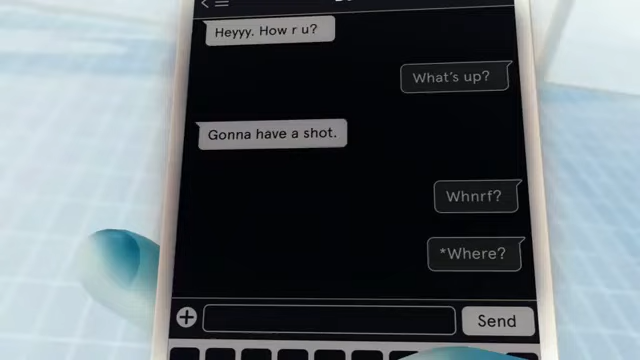 Heyyy. How r u?
What's up?
Gonna have a shot.
Whnrf?
*Where?
Send